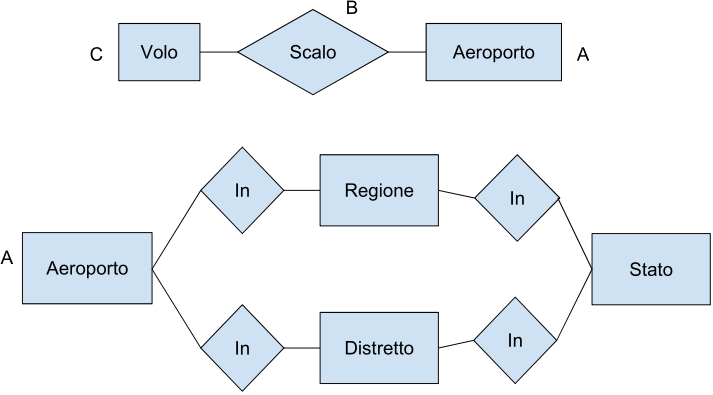 B
C
Volo
Scalo
Aeroporto
A
In
Regione
In
A
Aeroporto
Stato
In
Distretto
In